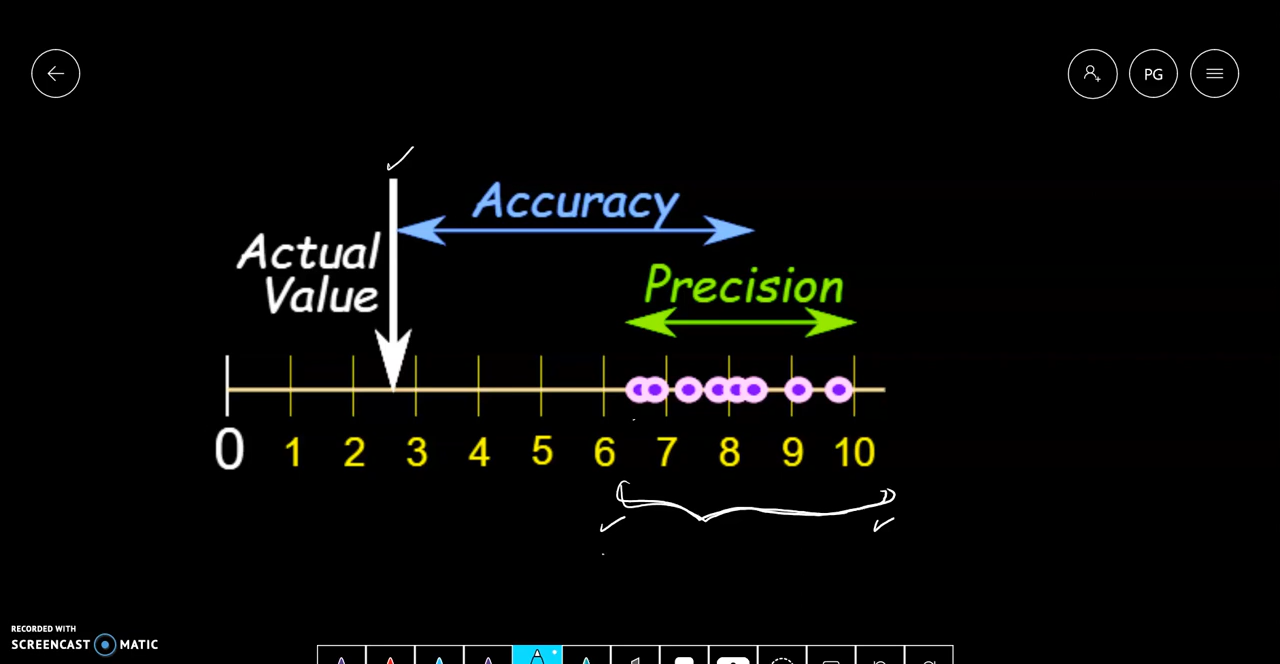 PG
Accuracy
Actual
Value
Precision
0 1 2 3 4 5 6 7 8 9 10
RECORDED WITH
SCREENCAST MATIC